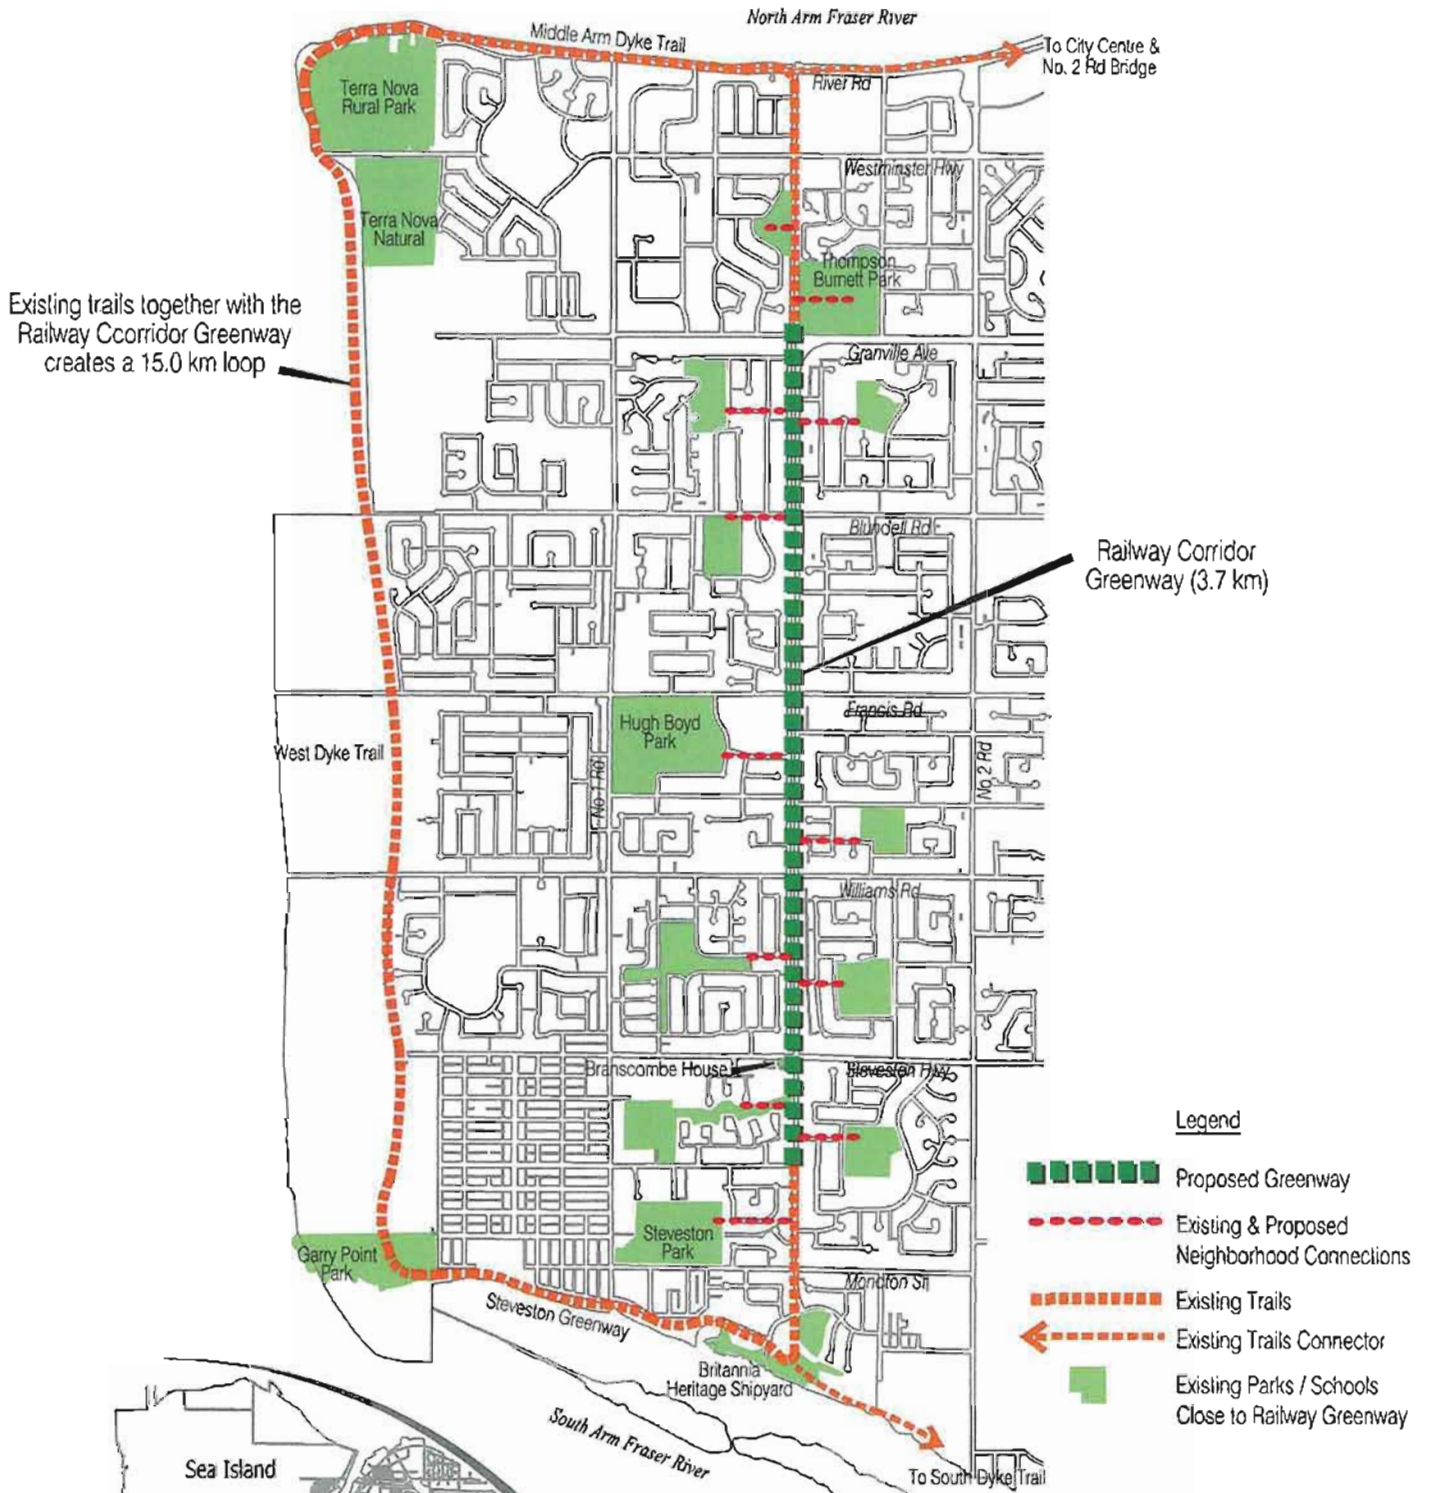 North Arm Fraser River
Middle Arm Dyke Trail
To City Centre &
No. 2 Rd Bridge
River Rd
Terra Nova
Rural Park
Westminster Hwy
Terra Nova
Natural
Thompson
Burnett Park
Existing trails together with the
Railway Ccorridor Greenway
creates a 15.0 km loop
Granville Ave
Blundell Rd
Railway Corridor
Greenway (3.7 km)
Francis Rd
Hugh Boyd
Park
West Dyke Trail
No 1 Rd
No 2 Rd
Williams Rd
Branscombe House
Steveston Hwy
Legend
Proposed Greenway
Existing & Proposed
Neighborhood Connections
Existing Trails
Existing Trails Connector
Existing Parks / Schools
Close to Railway Greenway
Steveston
Park
Garry Point
Park
Moncton St
Steveston Greenway
Britannia
Heritage Shipyard
South Arm Fraser River
Sea Island
To South Dyke Trail